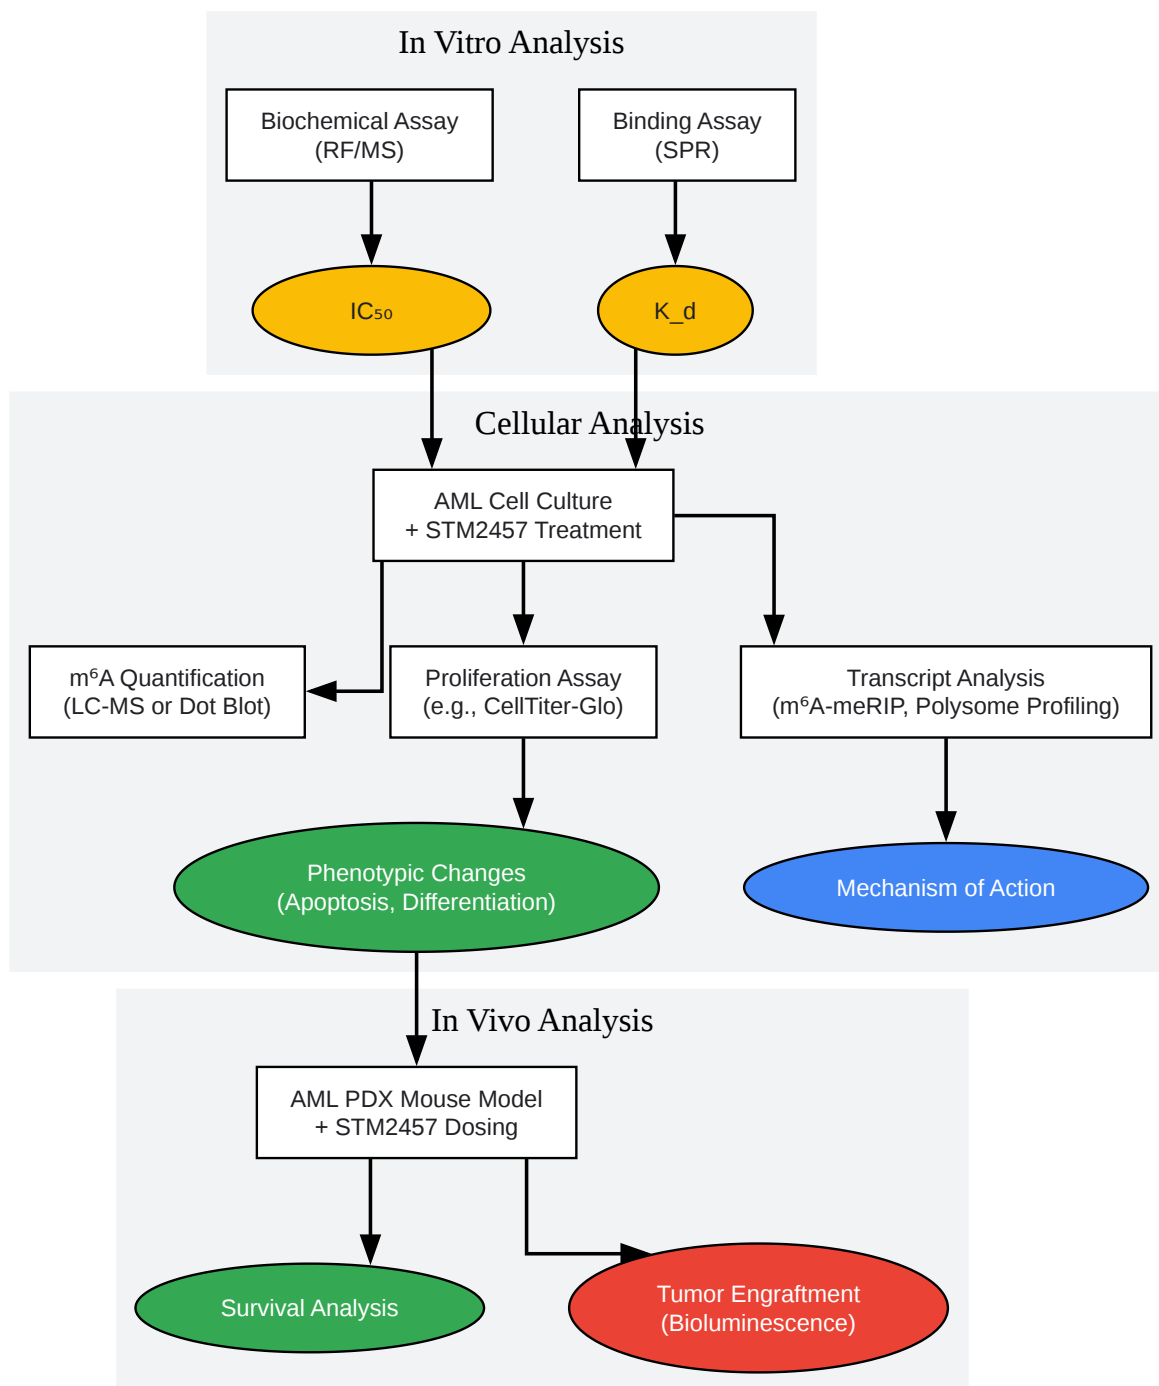 In Vitro Analysis
Biochemical Assay
(RF/MS)
Binding Assay
(SPR)
IC₅₀
K_d
Cellular Analysis
AML Cell Culture
+ STM2457 Treatment
m⁶A Quantification
(LC-MS or Dot Blot)
Proliferation Assay
(e.g., CellTiter-Glo)
Transcript Analysis
(m⁶A-meRIP, Polysome Profiling)
Phenotypic Changes
(Apoptosis, Differentiation)
Mechanism of Action
In Vivo Analysis
AML PDX Mouse Model
+ STM2457 Dosing
Survival Analysis
Tumor Engraftment
(Bioluminescence)